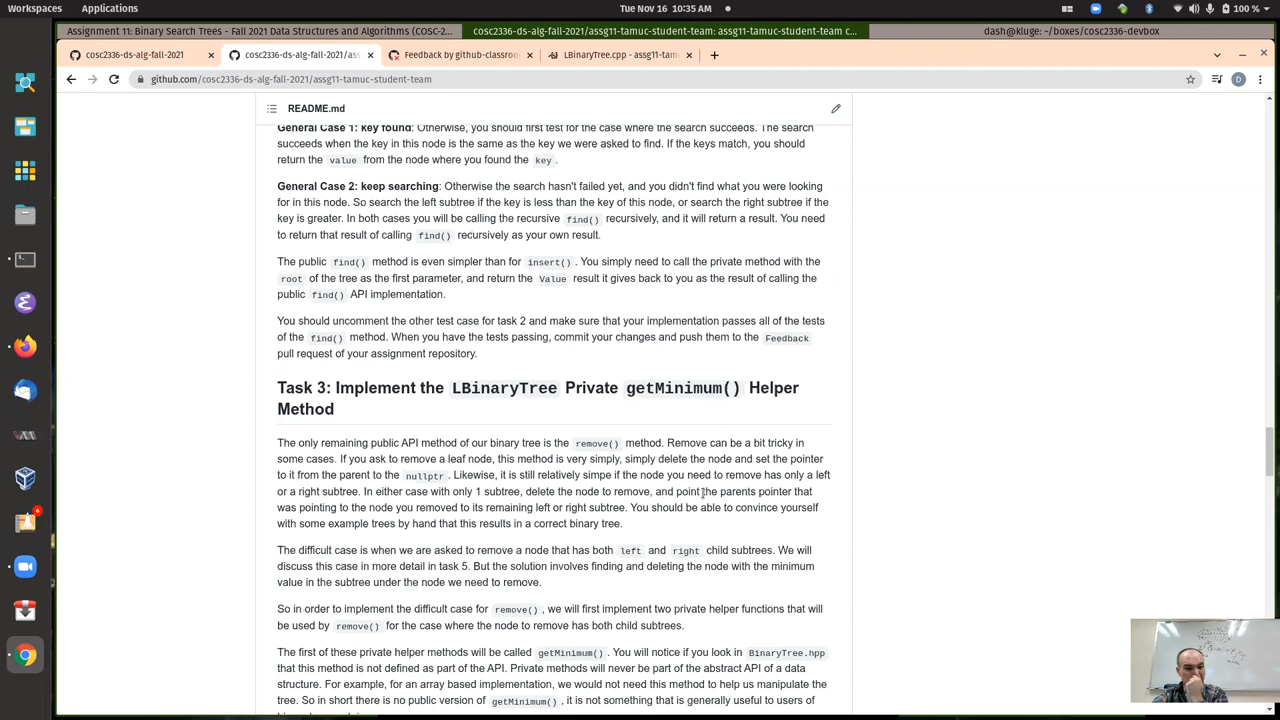 Workspaces
Applications
Tue Nov 16 10:35 AM
100 %
Assignment 11: Binary Search Trees - Fall 2021 Data Structures and Algorithms (COSC-2...
cosc2336-ds-alg-fall-2021/assg11-tamuc-student-team: assg11-tamuc-student-team c...
dash@kluge: ~/boxes/cosc2336-devbox
cosc2336-ds-alg-fall-2021
cosc2336-ds-alg-fall-2021/ass
Feedback by github-classroo
LBinaryTree.cpp - assg11-tam
github.com/cosc2336-ds-alg-fall-2021/assg11-tamuc-student-team
D
README.md
General Case 1: key found: Otherwise, you should first test for the case where the search succeeds. The search
succeeds when the key in this node is the same as the key we were asked to find. If the keys match, you should
return the value from the node where you found the key .
General Case 2: keep searching: Otherwise the search hasn't failed yet, and you didn't find what you were looking
for in this node. So search the left subtree if the key is less than the key of this node, or search the right subtree if the
key is greater. In both cases you will be calling the recursive find() recursively, and it will return a result. You need
to return that result of calling find() recursively as your own result.
The public find() method is even simpler than for insert() . You simply need to call the private method with the
root of the tree as the first parameter, and return the Value result it gives back to you as the result of calling the
public find() API implementation.
You should uncomment the other test case for task 2 and make sure that your implementation passes all of the tests
of the find() method. When you have the tests passing, commit your changes and push them to the Feedback
pull request of your assignment repository.
Task 3: Implement the LBinaryTree Private getMinimum() Helper
Method
The only remaining public API method of our binary tree is the remove() method. Remove can be a bit tricky in
some cases. If you ask to remove a leaf node, this method is very simply, simply delete the node and set the pointer
to it from the parent to the nullptr . Likewise, it is still relatively simpe if the node you need to remove has only a left
or a right subtree. In either case with only 1 subtree, delete the node to remove, and point the parents pointer that
was pointing to the node you removed to its remaining left or right subtree. You should be able to convince yourself
with some example trees by hand that this results in a correct binary tree.
The difficult case is when we are asked to remove a node that has both left and right child subtrees. We will
discuss this case in more detail in task 5. But the solution involves finding and deleting the node with the minimum
value in the subtree under the node we need to remove.
So in order to implement the difficult case for remove() , we will first implement two private helper functions that will
be used by remove() for the case where the node to remove has both child subtrees.
The first of these private helper methods will be called getMinimum() . You will notice if you look in BinaryTree.hpp
that this method is not defined as part of the API. Private methods will never be part of the abstract API of a data
structure. For example, for an array based implementation, we would not need this method to help us manipulate the
tree. So in short there is no public version of getMinimum() , it is not something that is generally useful to users of